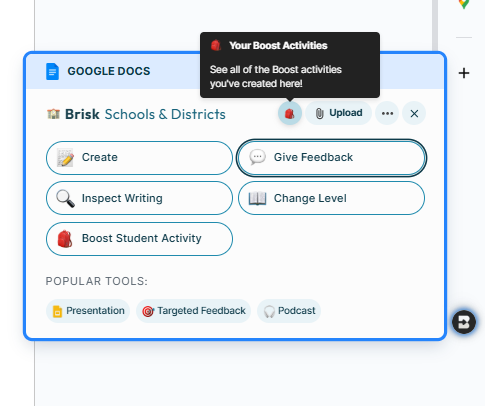 Your Boost Activities
See all of the Boost activities
you've created here!
GOOGLE DOCS
Brisk Schools & Districts
Upload
Create
Give Feedback
Inspect Writing
Change Level
Boost Student Activity
POPULAR TOOLS:
Presentation
Targeted Feedback
Podcast